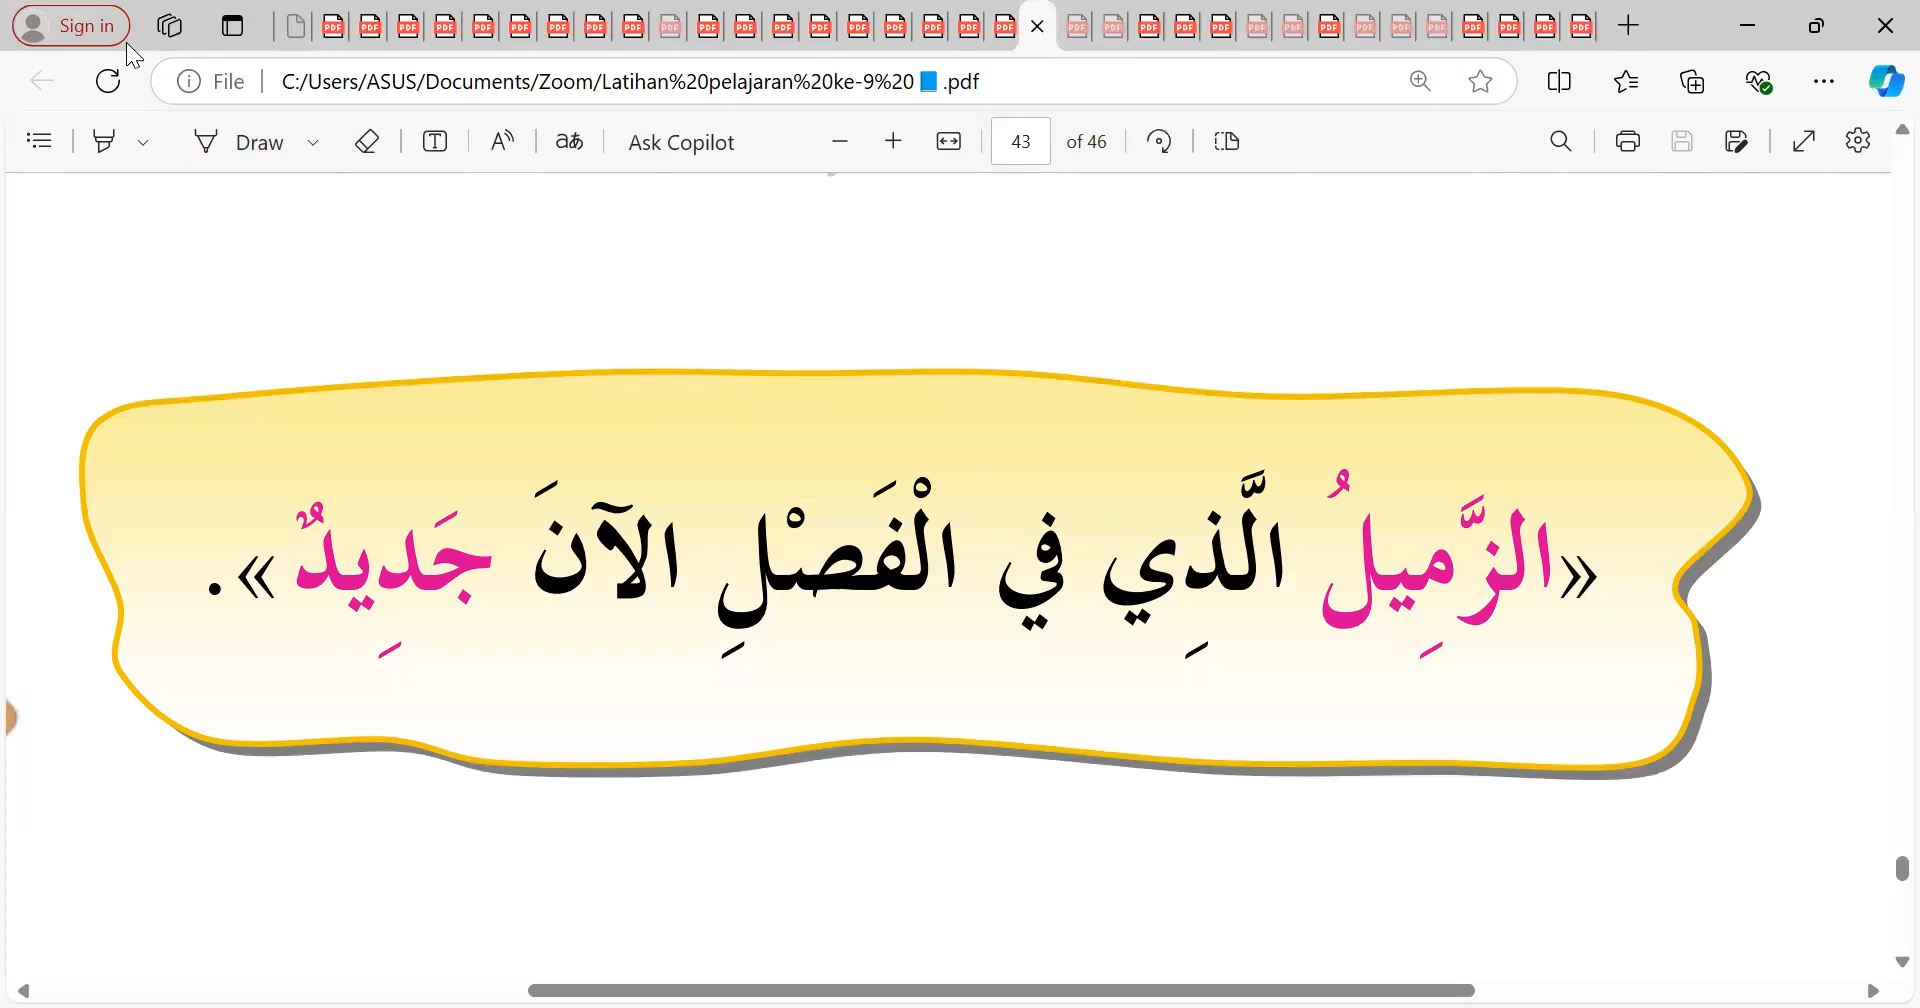 Sign in
File
C:/Users/ASUS/Documents/Zoom/Latihan%20pelajaran%20ke-9%20📘.pdf
Draw
Ask Copilot
43 of 46
«الزَّمِيلُ الَّذِي فِي الْفَصْلِ الآنَ جَدِيدٌ».